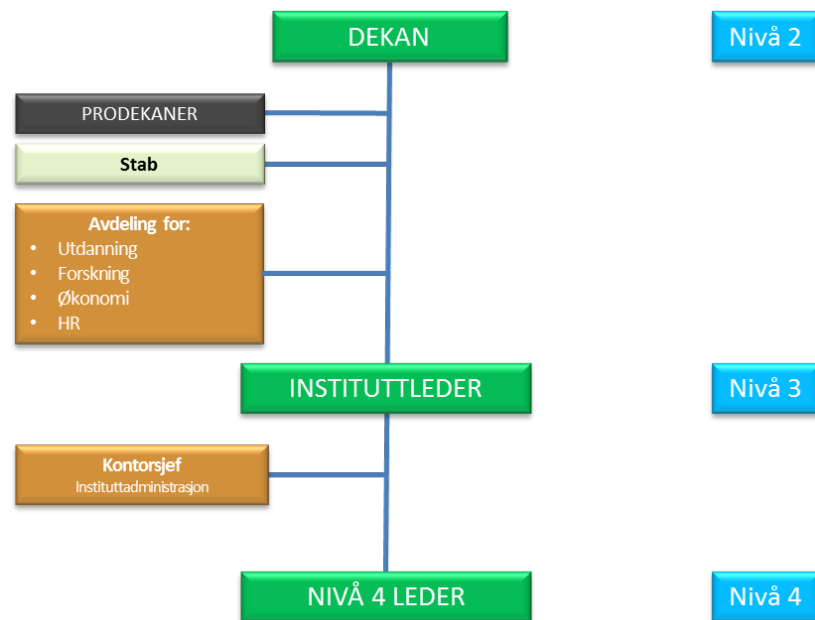 DEKAN
Nivå 2
PRODEKANER
Stab
Avdeling for:
• Utdanning
• Forskning
• Økonomi
• HR
INSTITUTTLEDER
Nivå 3
Kontorsjef
Instituttadministrasjon
NIVÅ 4 LEDER
Nivå 4